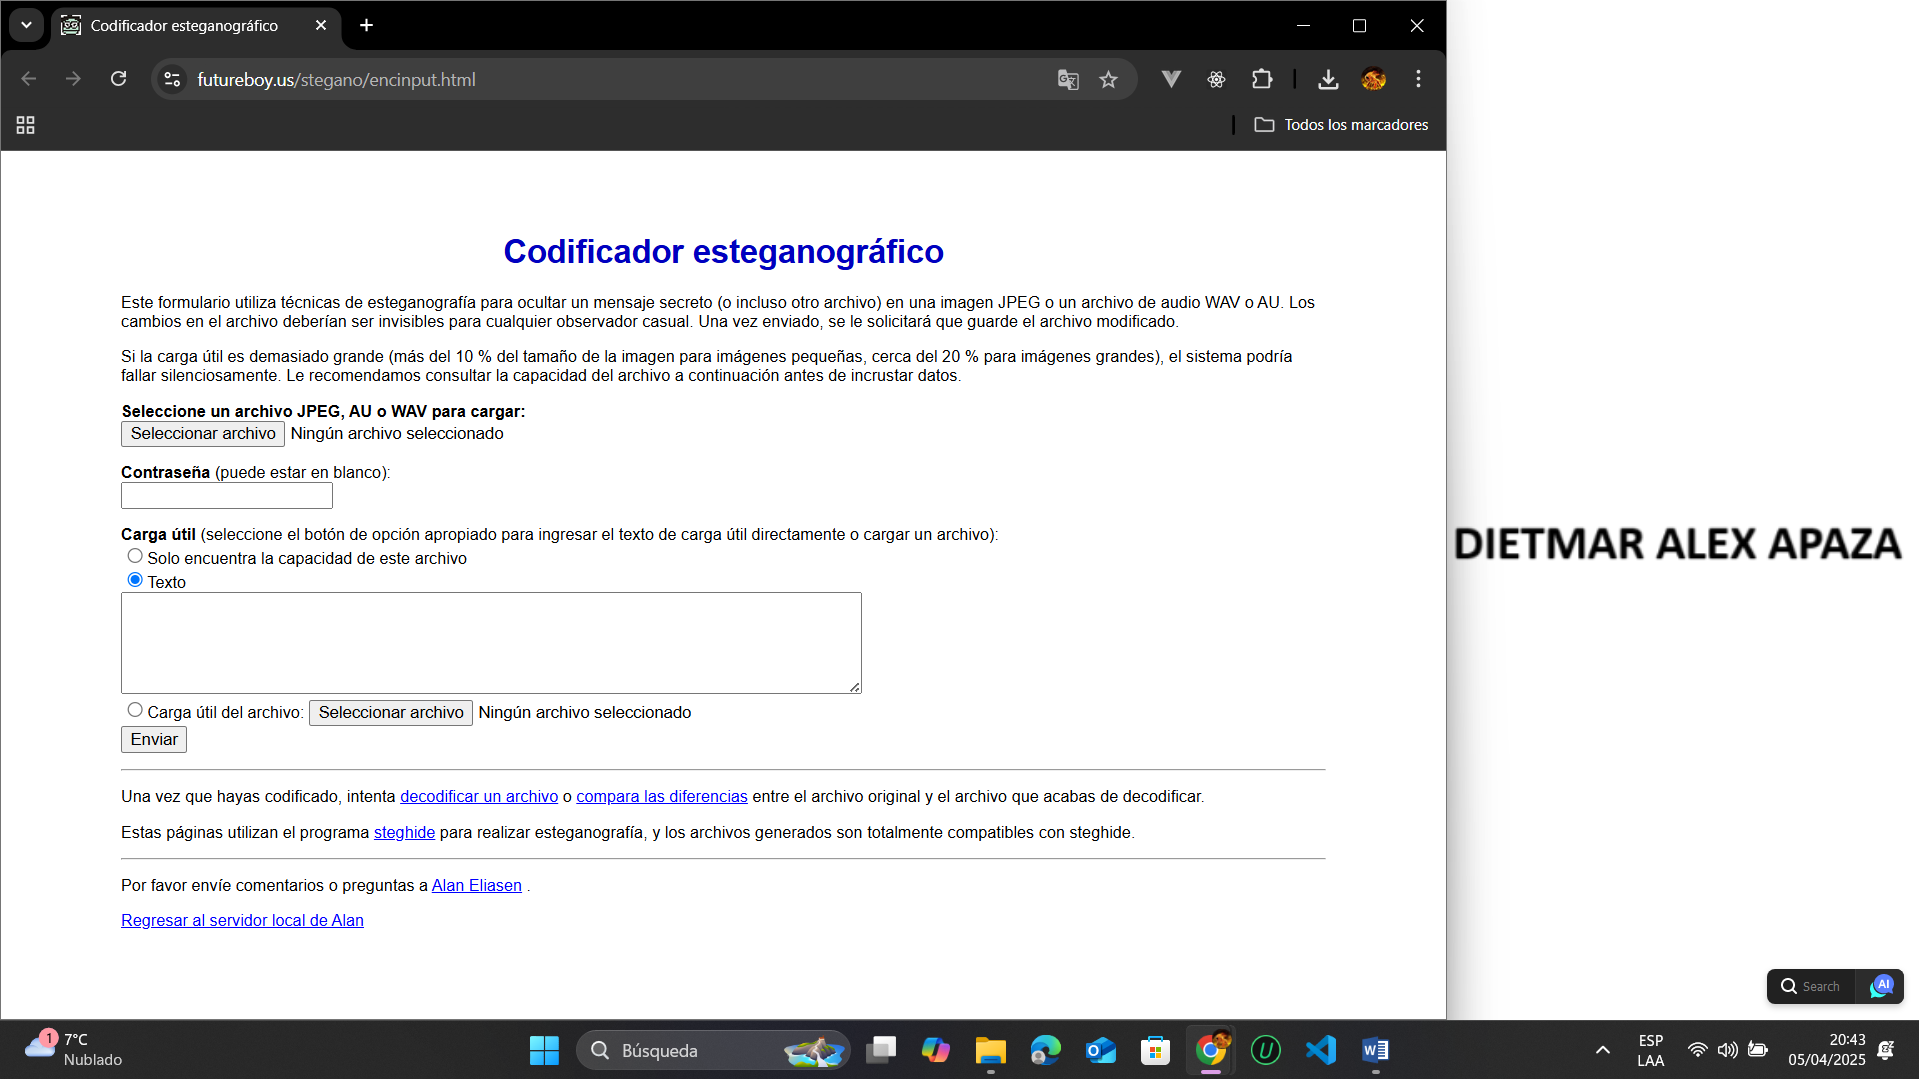 Codificador esteganográfico
futureboy.us/stegano/encinput.html
Todos los marcadores
Codificador esteganográfico
Este formulario utiliza técnicas de esteganografía para ocultar un mensaje secreto (o incluso otro archivo) en una imagen JPEG o un archivo de audio WAV o AU. Los
cambios en el archivo deberían ser invisibles para cualquier observador casual. Una vez enviado, se le solicitará que guarde el archivo modificado.
Si la carga útil es demasiado grande (más del 10 % del tamaño de la imagen para imágenes pequeñas, cerca del 20 % para imágenes grandes), el sistema podría
fallar silenciosamente. Le recomendamos consultar la capacidad del archivo a continuación antes de incrustar datos.
Seleccione un archivo JPEG, AU o WAV para cargar:
Seleccionar archivo Ningún archivo seleccionado
Contraseña (puede estar en blanco):
Carga útil (seleccione el botón de opción apropiado para ingresar el texto de carga útil directamente o cargar un archivo):
Solo encuentra la capacidad de este archivo
Texto
Carga útil del archivo: Seleccionar archivo Ningún archivo seleccionado
Enviar
Una vez que hayas codificado, intenta decodificar un archivo o compara las diferencias entre el archivo original y el archivo que acabas de decodificar.
Estas páginas utilizan el programa steghide para realizar esteganografía, y los archivos generados son totalmente compatibles con steghide.
Por favor envíe comentarios o preguntas a Alan Eliasen .
Regresar al servidor local de Alan
DIETMAR ALEX APAZA
Search
AI
1
7°C
Nublado
Búsqueda
ESP
LAA
20:43
05/04/2025